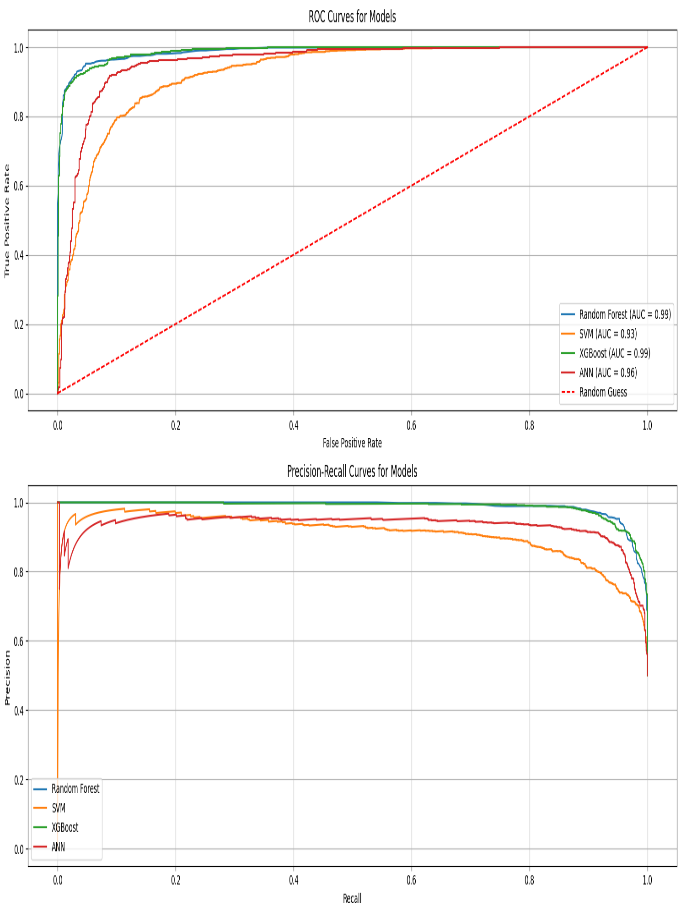 ROC Curves for Models
1.0
0.8
0.6
0.4
0.2
0.0
True Positive Rate
Random Forest (AUC = 0.99)
SVM (AUC = 0.93)
XGBoost (AUC = 0.99)
ANN (AUC = 0.96)
Random Guess
0.0 0.2 0.4 0.6 0.8 1.0
False Positive Rate
Precision-Recall Curves for Models
1.0
0.8
0.6
0.4
0.2
0.0
Precision
Random Forest
SVM
XGBoost
ANN
0.0 0.2 0.4 0.6 0.8 1.0
Recall